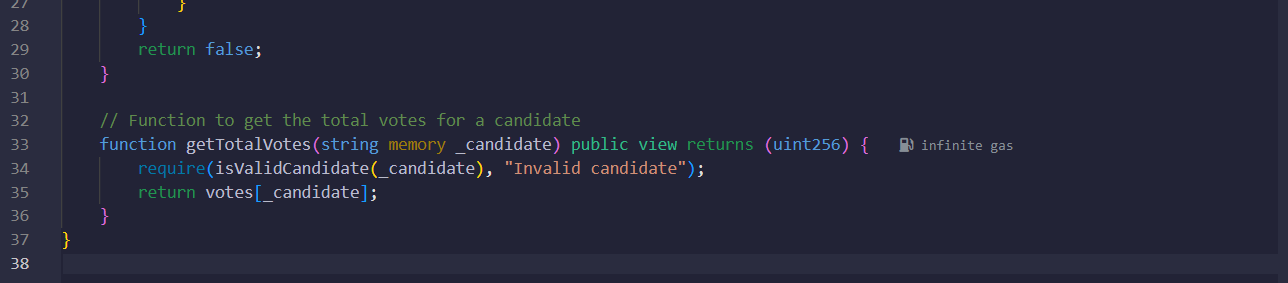 27 }
28 }
29 return false;
30 }
31
32 // Function to get the total votes for a candidate
33 function getTotalVotes(string memory _candidate) public view returns (uint256) { infinite gas
34 require(isValidCandidate(_candidate), "Invalid candidate");
35 return votes[_candidate];
36 }
37 }
38